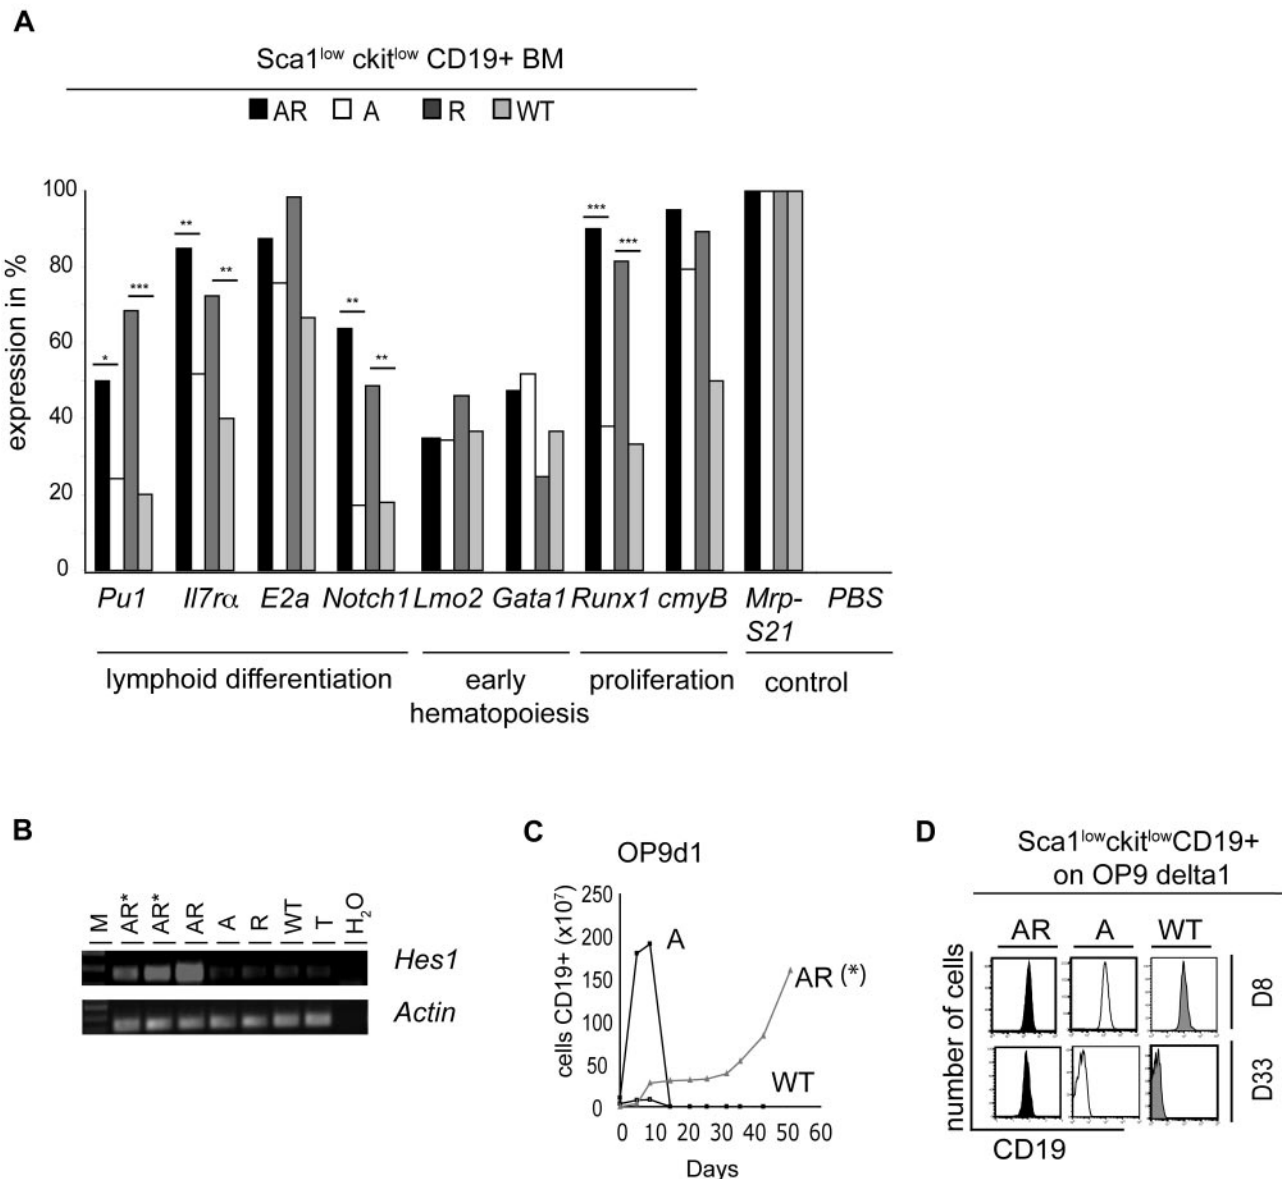 A
Sca1low ckitlow CD19+ BM
AR A R WT
expression in %
100
80
60
40
20
0
* *** ** ** ** ** *** ***
Pu1 Il7rα E2a Notch1 Lmo2 Gata1 Runx1 cmyB Mrp-S21 PBS
lymphoid differentiation
early
hematopoiesis
proliferation
control
B
M AR* AR* AR A R WT T H2O
Hes1
Actin
C
OP9d1
cells CD19+ (x10⁷)
250
200
150
100
50
0
A
AR (*)
WT
0 10 20 30 40 50 60
Days
D
Sca1lowckitlowCD19+
on OP9 delta1
AR A WT
number of cells
D8
D33
CD19